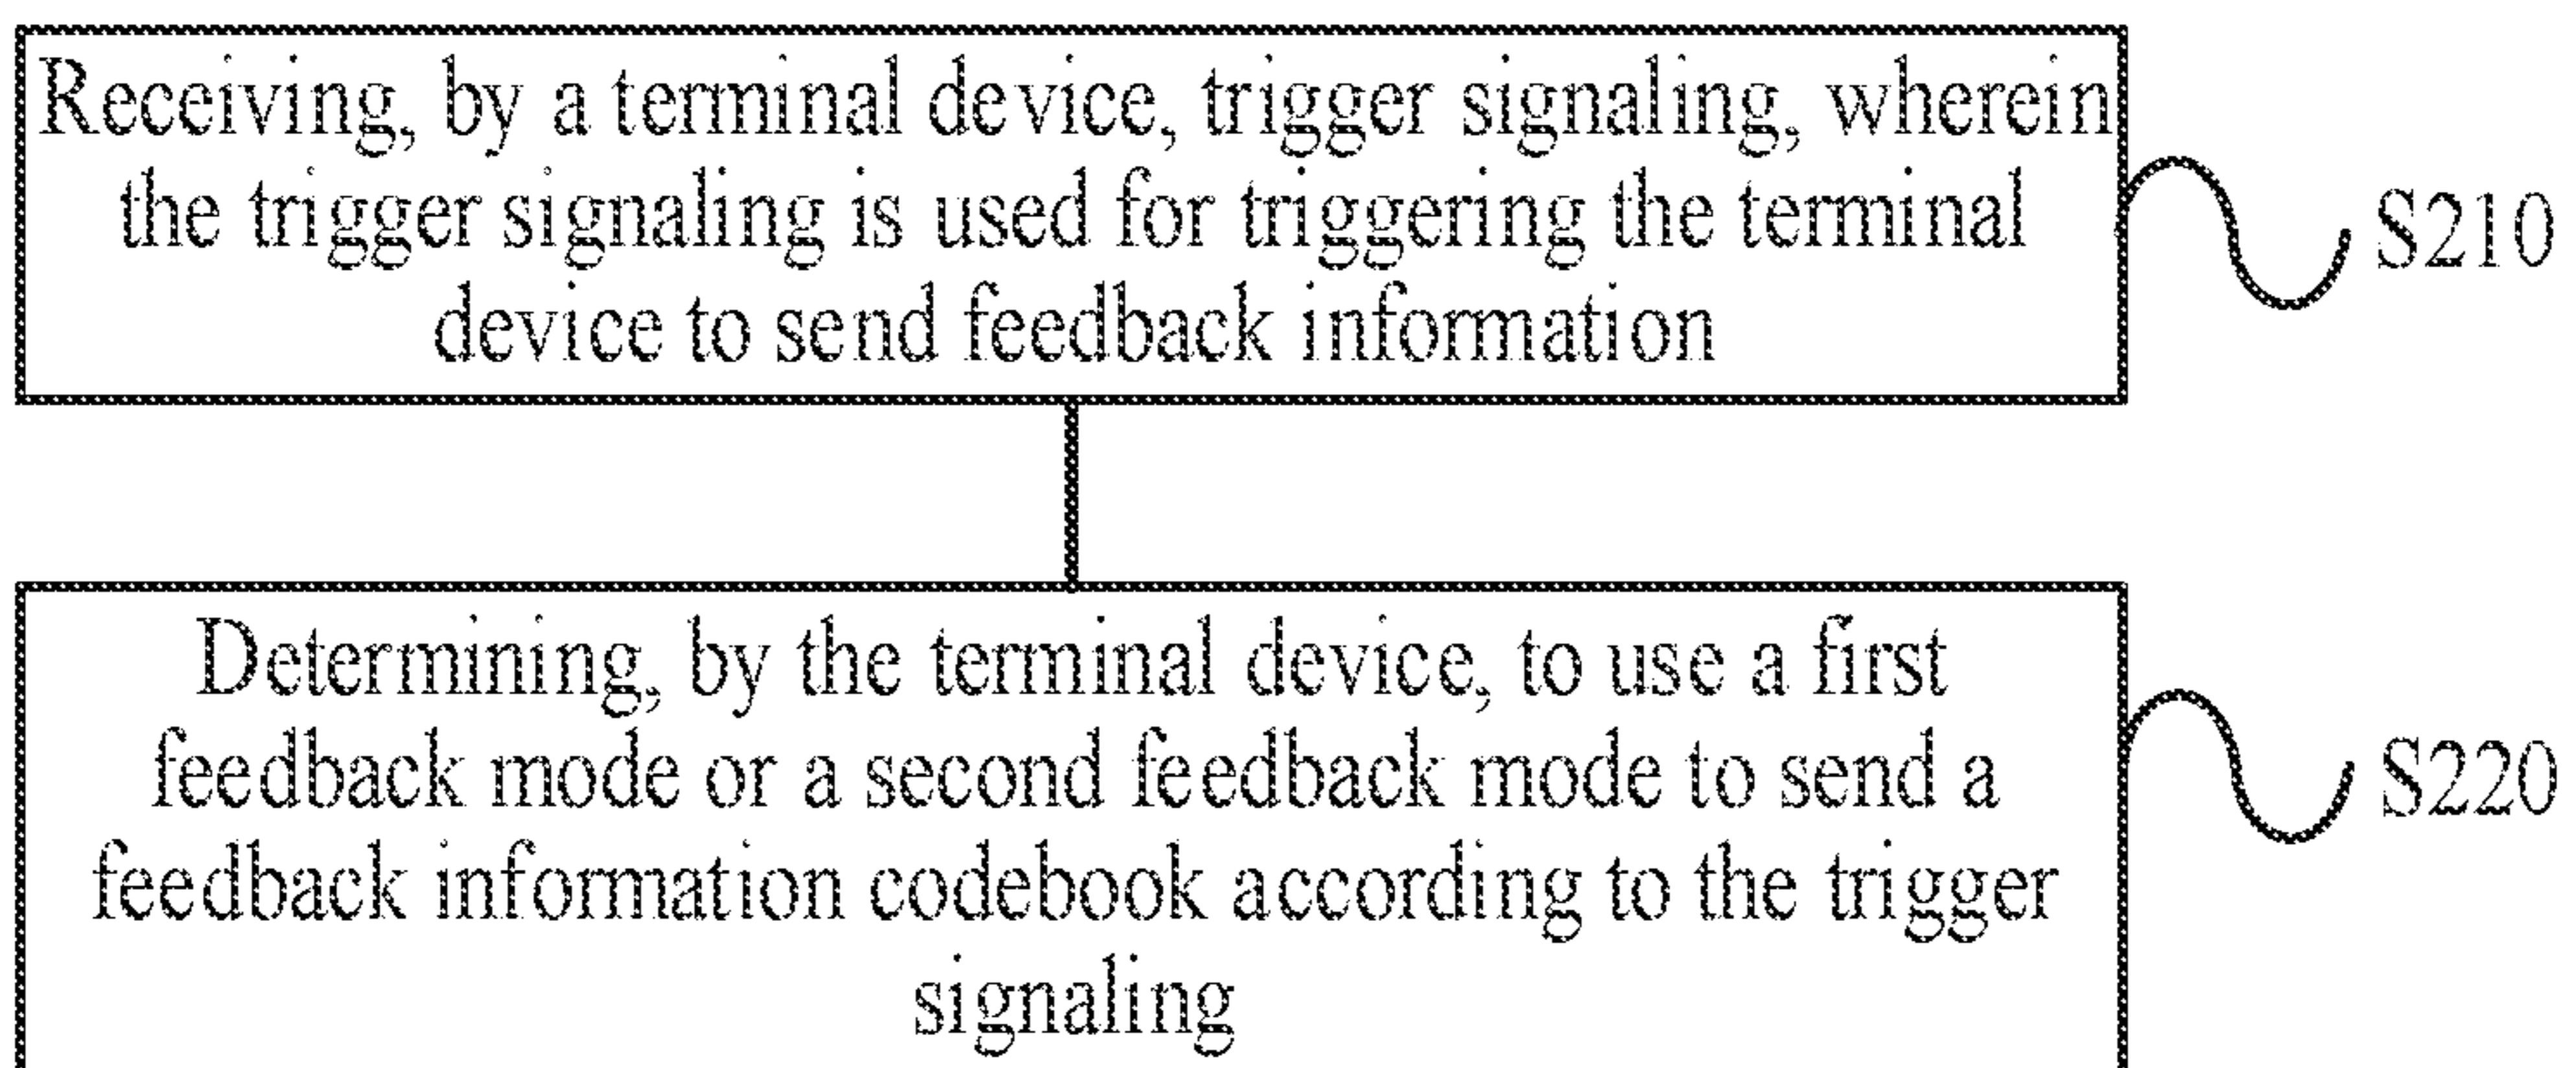 Receiving, by a terminal device, trigger signaling, wherein
the trigger signaling is used for triggering the terminal
device to send feedback information
S210
Determining, by the terminal device, to use a first
feedback mode or a second feedback mode to send a
feedback information codebook according to the trigger
signaling
S220